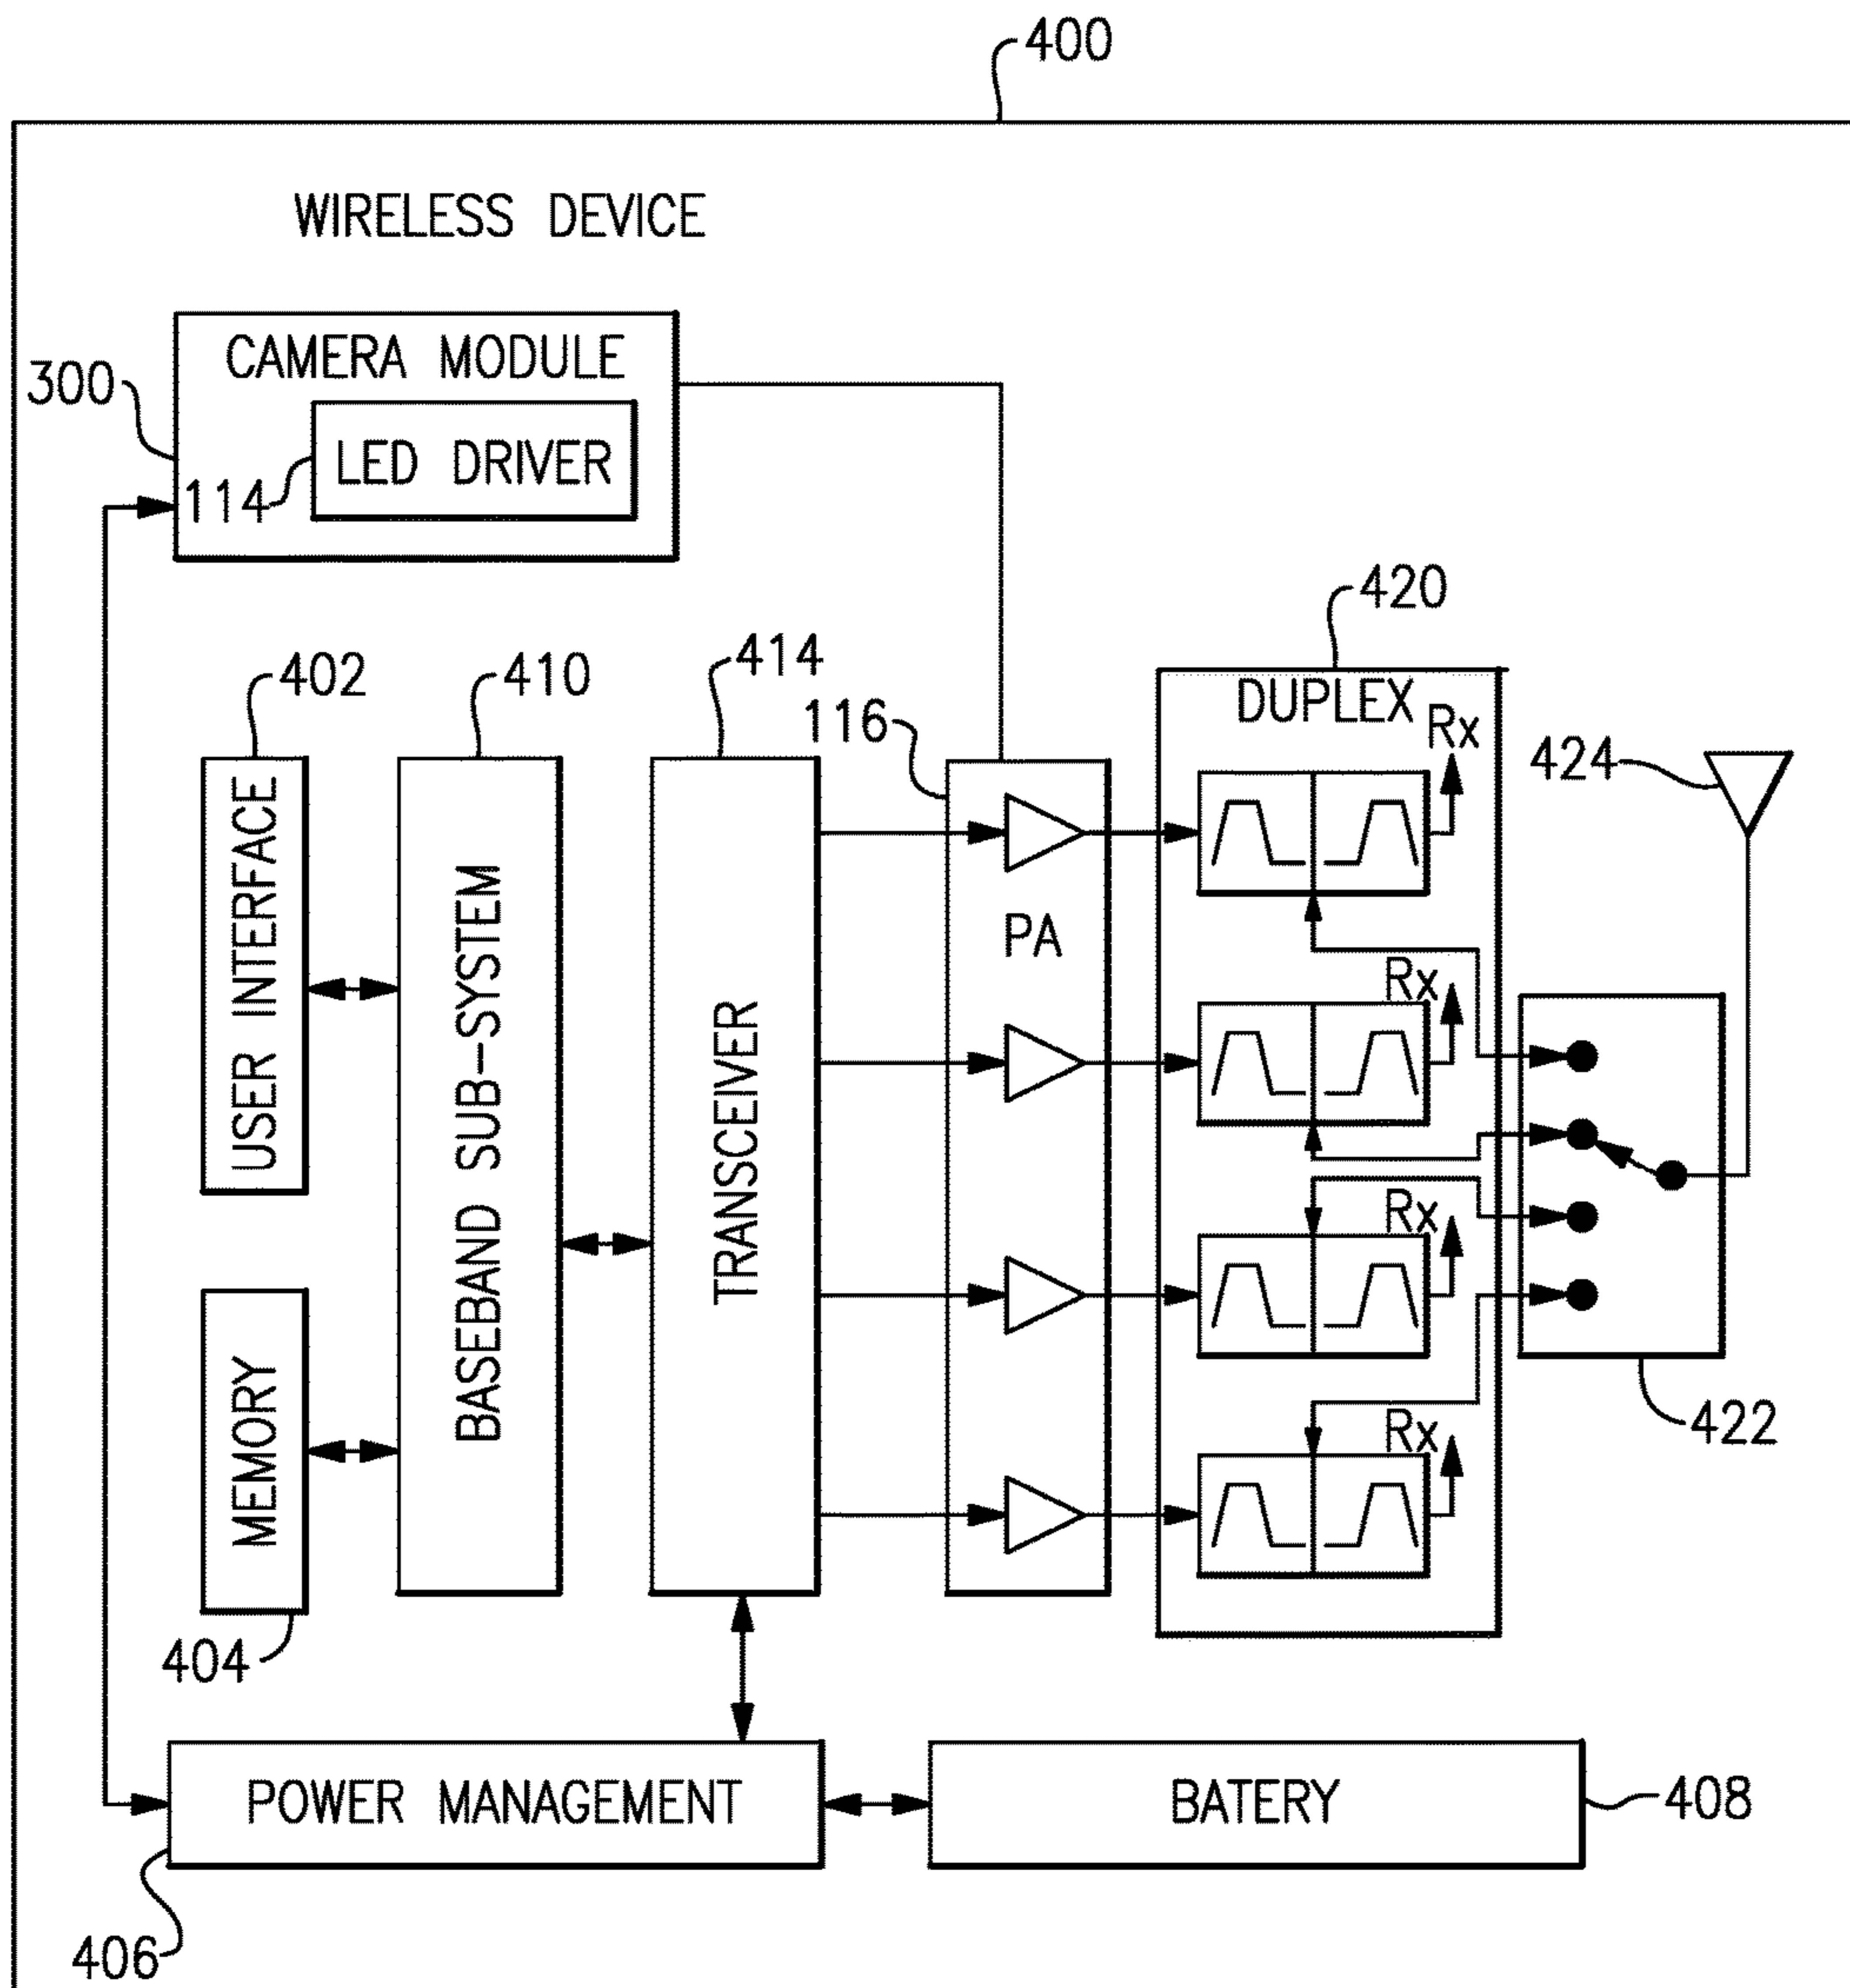 400
WIRELESS DEVICE
CAMERA MODULE
300
LED DRIVER
114
420
402
410
414
116
DUPLEX
Rx
424
USER INTERFACE
BASEBAND SUB-SYSTEM
TRANSCEIVER
PA
Rx
Rx
Rx
422
MEMORY
404
POWER MANAGEMENT
BATERY
408
406